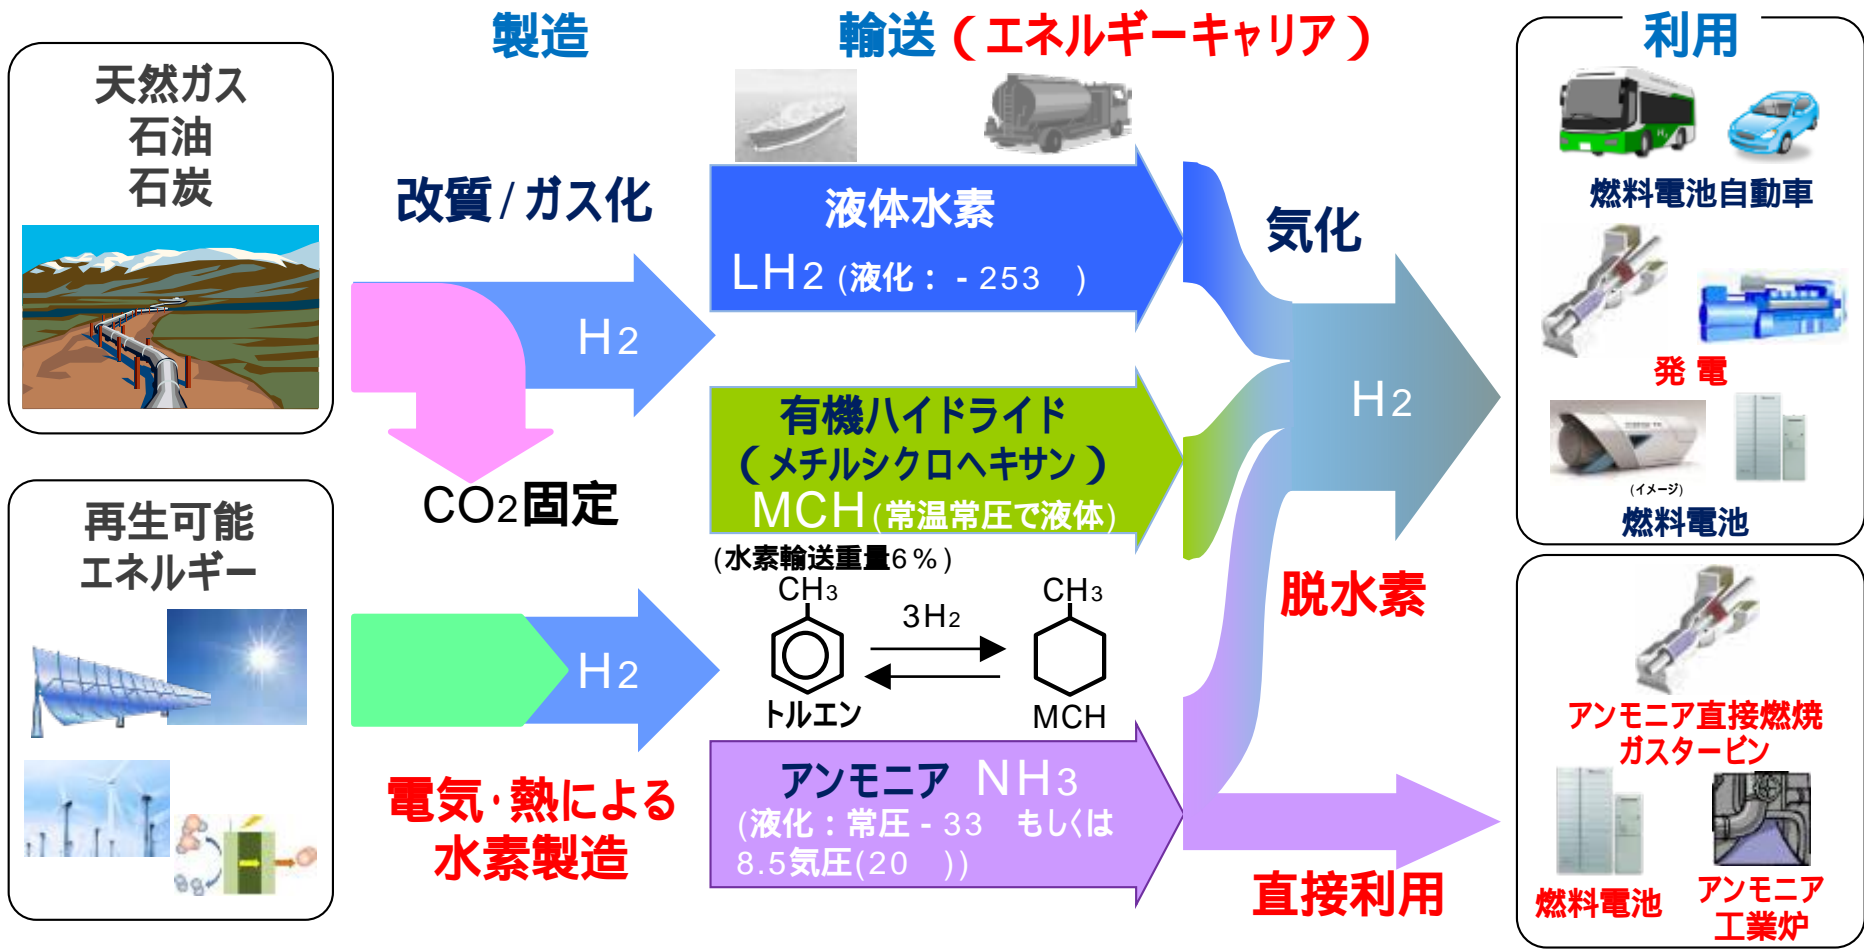 製造
輸送(エネルギーキャリア)
利用
天然ガス
石油
石炭
再生可能
エネルギー
改質/ガス化
H2
CO2固定
H2
電気・熱による
水素製造
液体水素
LH2 (液化: - 253 )
有機ハイドライド
(メチルシクロヘキサン)
MCH (常温常圧で液体)
(水素輸送重量6%)
CH3
3H2
CH3
トルエン
MCH
アンモニア NH3
(液化:常圧 - 33 もしくは
8.5気圧(20 ))
気化
H2
脱水素
直接利用
燃料電池自動車
発電
(イメージ)
燃料電池
アンモニア直接燃焼
ガスタービン
燃料電池
アンモニア
工業炉